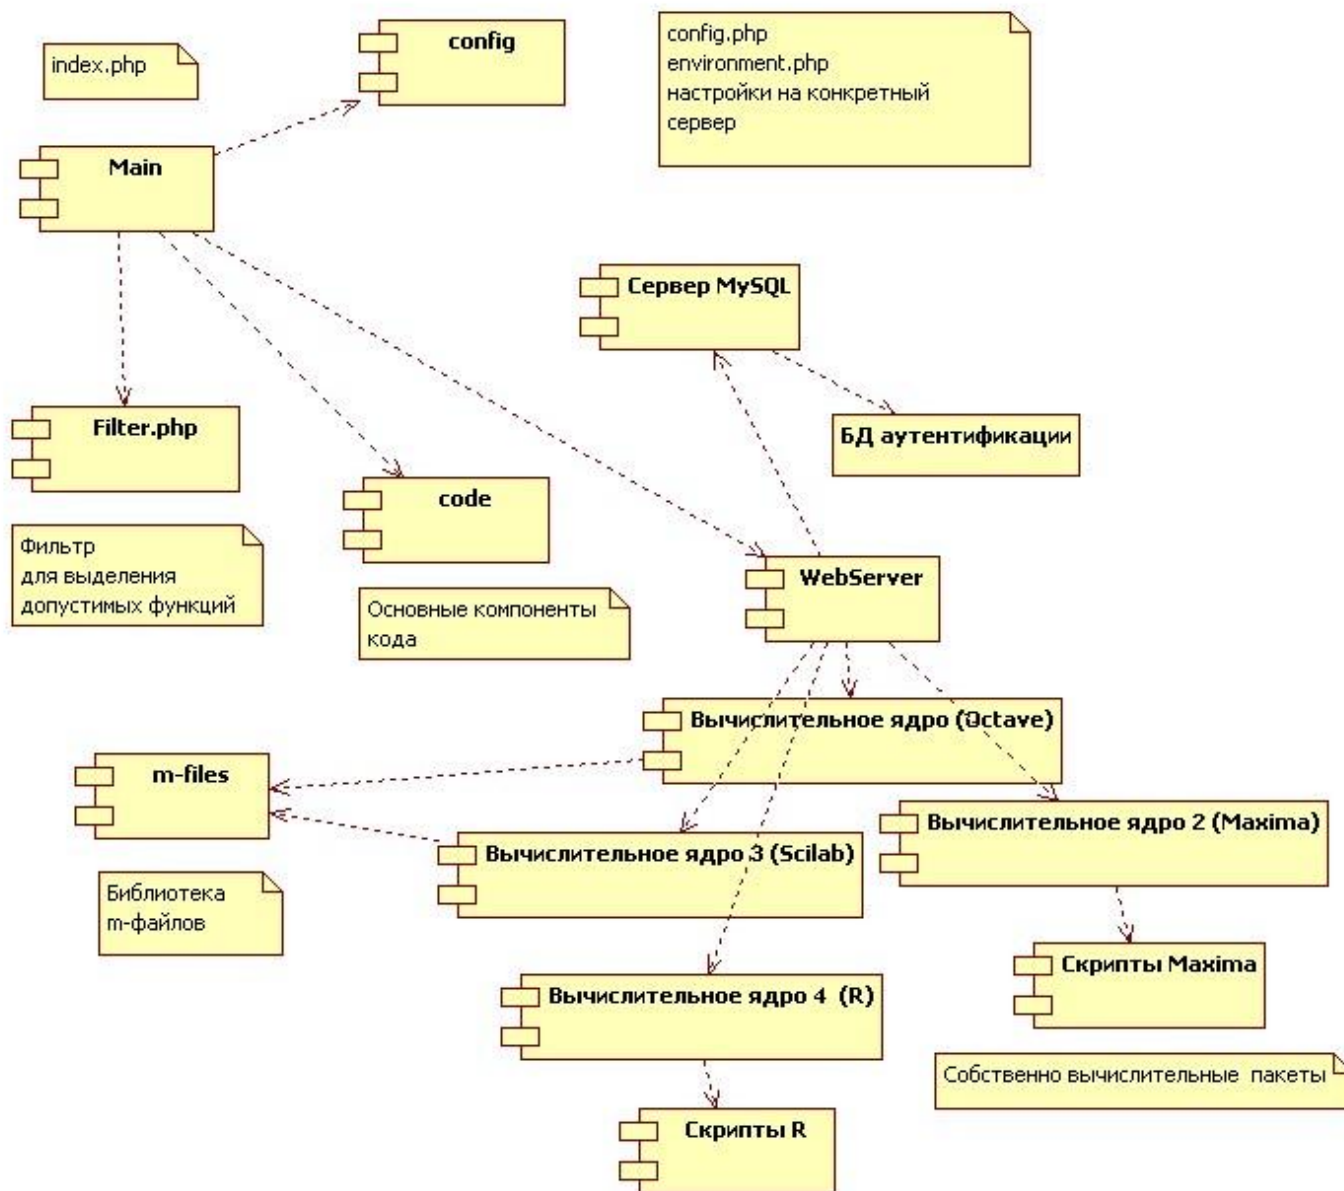 config
config.php
environment.php
настройки на конкретный
сервер
index.php
Main
Сервер MySQL
БД аутентификации
Filter.php
code
Фильтр
для выделения
допустимых функций
WebServer
Основные компоненты
кода
Вычислительное ядро (Octave)
m-files
Вычислительное ядро 2 (Maxima)
Вычислительное ядро 3 (Scilab)
Библиотека
m-файлов
Скрипты Maxima
Вычислительное ядро 4 (R)
Собственно вычислительные пакеты
Скрипты R